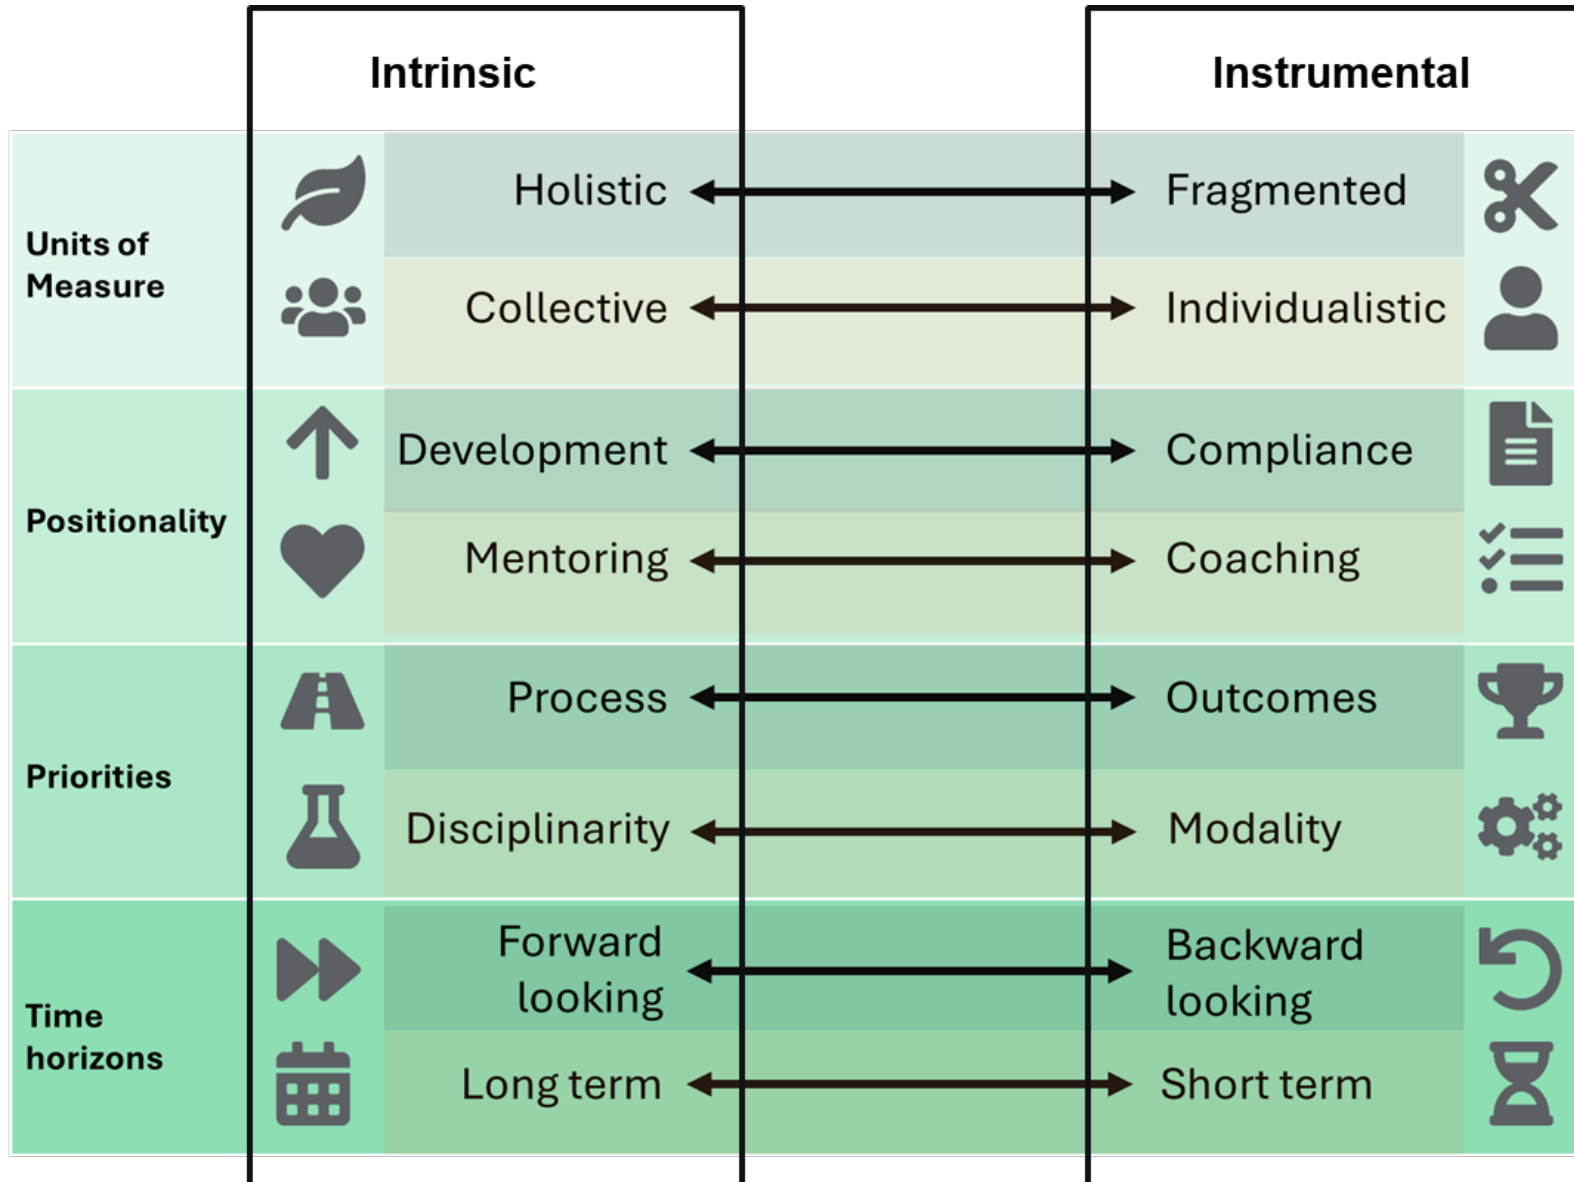 Intrinsic
Instrumental
Units of
Measure
Holistic
Fragmented
Collective
Individualistic
Positionality
Development
Compliance
Mentoring
Coaching
Priorities
Process
Outcomes
Disciplinarity
Modality
Time
horizons
Forward
looking
Backward
looking
Long term
Short term